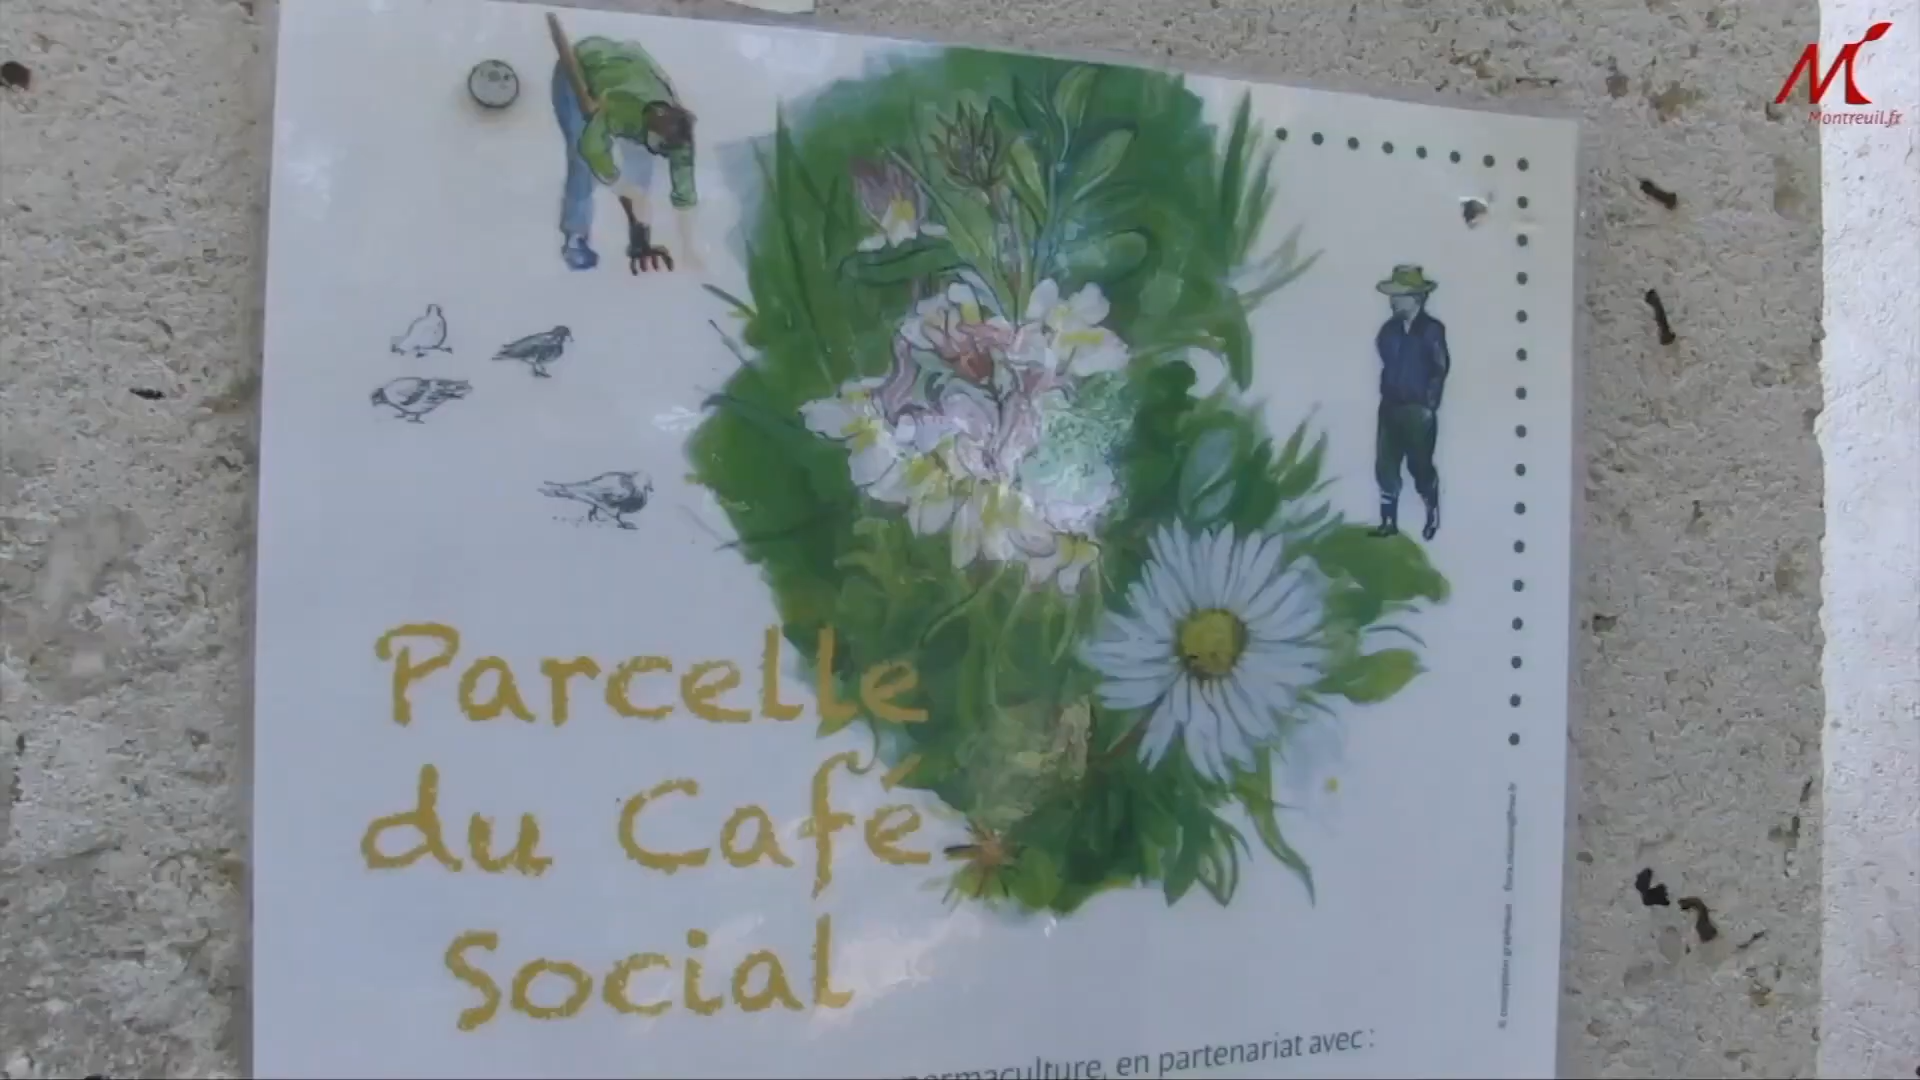 Montreuil.fr
Parcelle
du Café
Social
permaculture, en partenariat avec :